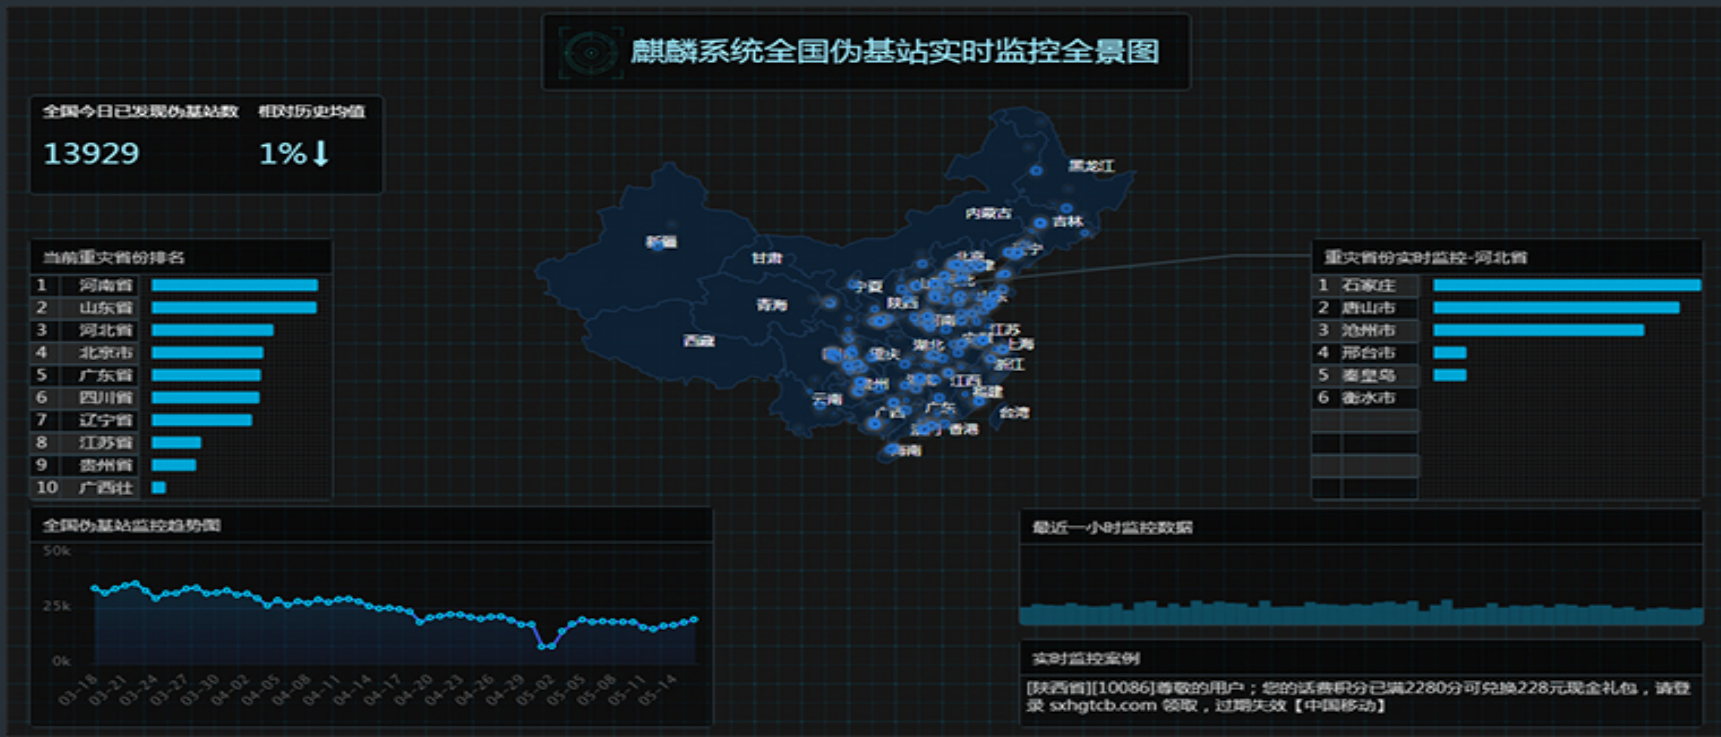 麒麟系统全国伪基站实时监控全景图
全国今日已发现伪基站数 相对历史均值
13929 1%↓
当前重灾省份排名
1 河南省
2 山东省
3 河北省
4 北京市
5 广东省
6 四川省
7 辽宁省
8 江苏省
9 贵州省
10 广西壮
黑龙江
内蒙古
吉林
新疆
甘肃
北京
宁夏
青海
陕西
河南
江苏
西藏
湖北
上海
重庆
浙江
贵州
江西
福建
云南
广西
广东
台湾
香港
海南
重灾省份实时监控-河北省
1 石家庄
2 唐山市
3 沧州市
4 邢台市
5 秦皇岛
6 衡水市
全国伪基站监控趋势图
50k
25k
0k
03-18 03-21 03-24 03-27 03-30 04-02 04-05 04-08 04-11 04-14 04-17 04-20 04-23 04-26 04-29 05-02 05-05 05-08 05-11 05-14
最近一小时监控数据
实时监控案例
[陕西省][10086]尊敬的用户；您的话费积分已满2280分可兑换228元现金礼包，请登
录 sxhgtcb.com 领取，过期失效【中国移动】